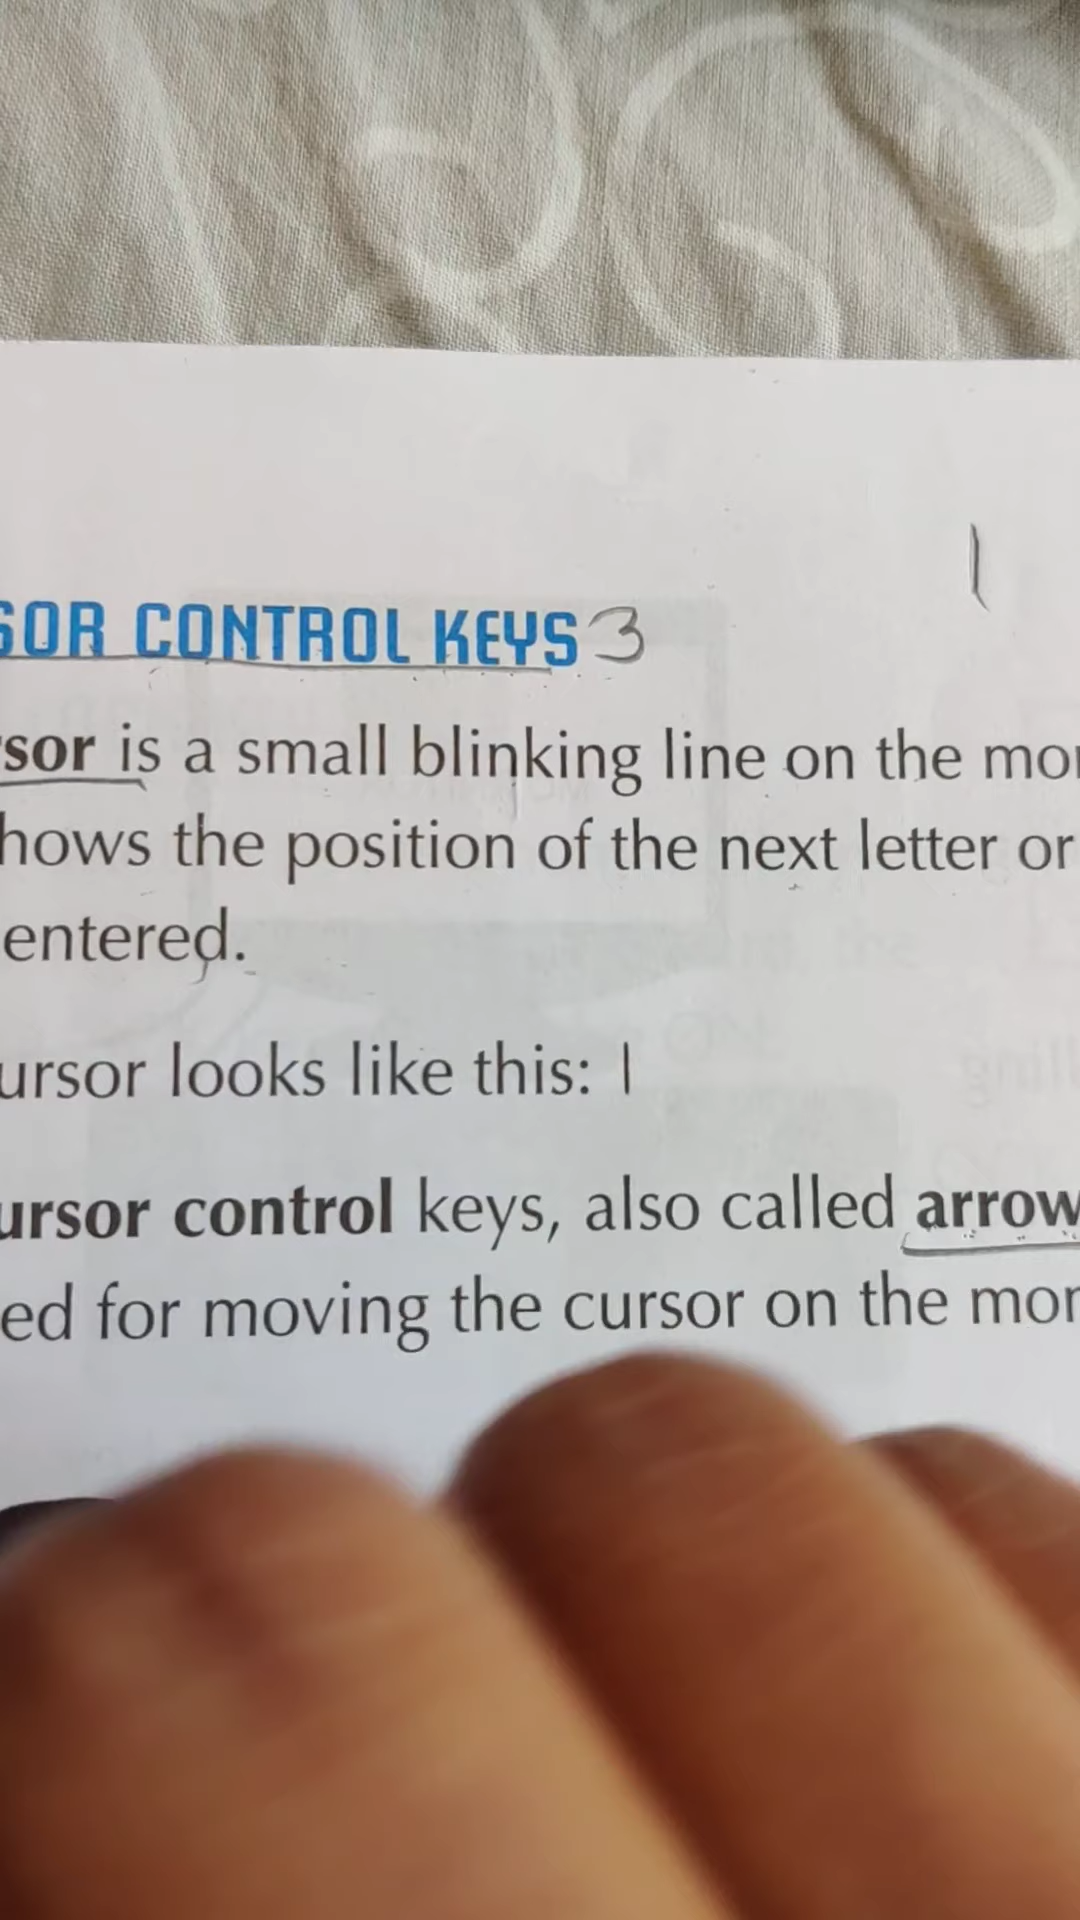 SOR CONTROL KEYS 3
sor is a small blinking line on the mo
hows the position of the next letter or
entered.
ursor looks like this: |
ursor control keys, also called arrow
ed for moving the cursor on the mo